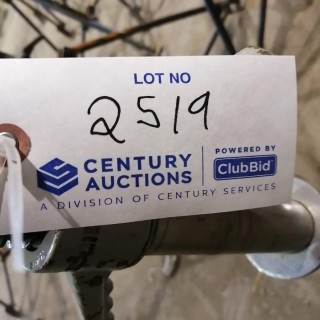 LOT NO
2519
CENTURY AUCTIONS
POWERED BY
ClubBid
A DIVISION OF CENTURY SERVICES